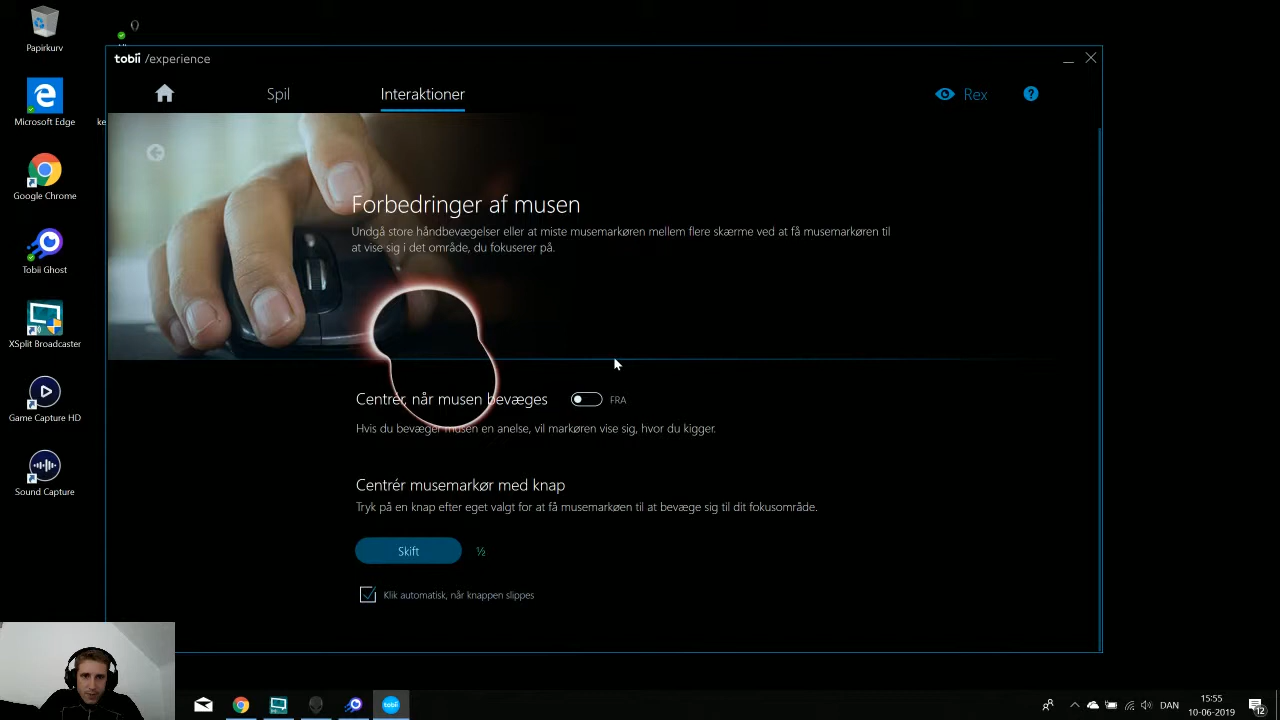 Papirkurv
Microsoft Edge
ke
Google Chrome
Tobii Ghost
XSplit Broadcaster
Game Capture HD
Sound Capture
tobii /experience
Spil
Interaktioner
Rex
?
Forbedringer af musen
Undgå store håndbevægelser eller at miste musemarkøren mellem flere skærme ved at få musemarkøren til
at vise sig i det område, du fokuserer på.
Centrér, når musen bevæges
FRA
Hvis du bevæger musen en anelse, vil markøren vise sig, hvor du kigger.
Centrér musemarkør med knap
Tryk på en knap efter eget valgt for at få musemarkøen til at bevæge sig til dit fokusområde.
Skift
½
Klik automatisk, når knappen slippes
tobii
DAN
15:55
10-06-2019
12